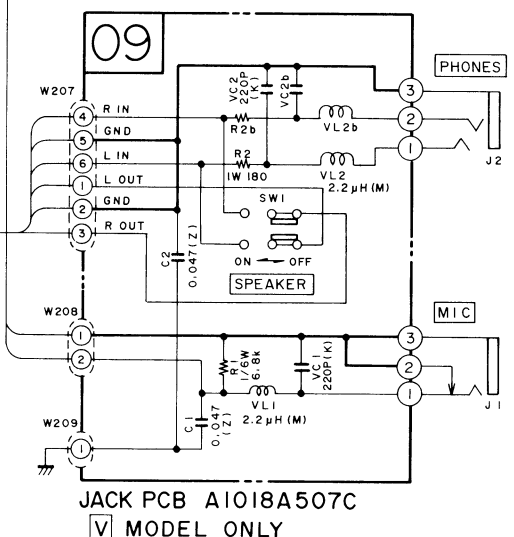 09
PHONES
W207
4 R IN
5 GND
6 L IN
1 L OUT
2 GND
3 R OUT
VC2
220P
(K)
VC2b
R2b
VL2b
R2
1W 180
VL2
2.2µH(M)
3
2
1
J2
SW1
ON OFF
SPEAKER
C2
0.047(Z)
W208
1
2
MIC
3
2
1
J1
R1
1/6W
6.8k
VC1
220P(K)
VL1
2.2µH(M)
C1
0.047
(Z)
W209
1
JACK PCB A1018A507C
V MODEL ONLY